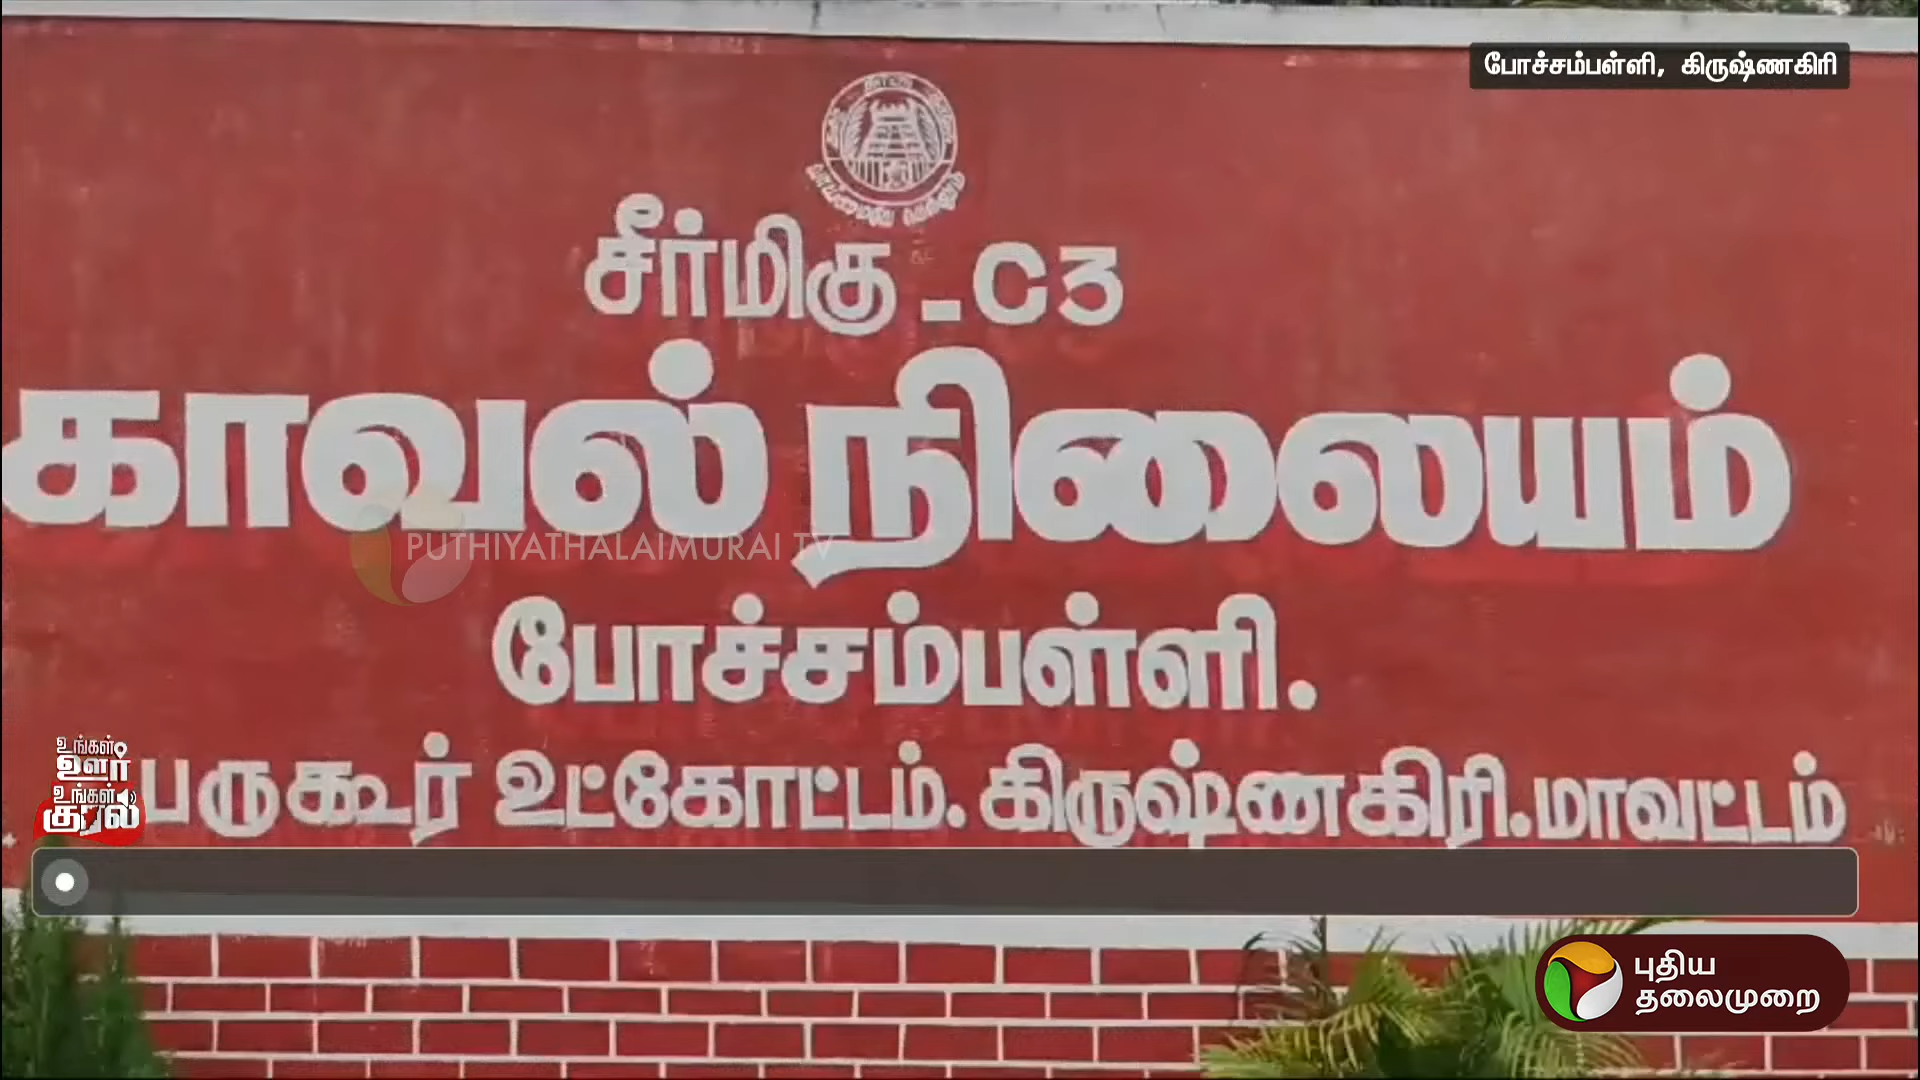 போச்சம்பள்ளி, கிருஷ்ணகிரி
சீர்மிகு - C3
காவல் நிலையம்
PUTHIYATHALAIMURAI TV
போச்சம்பள்ளி.
பருகூர் உட்கோட்டம். கிருஷ்ணகிரி.மாவட்டம்
உங்கள்
ஊர்
உங்கள்
குரல்
புதிய
தலைமுறை